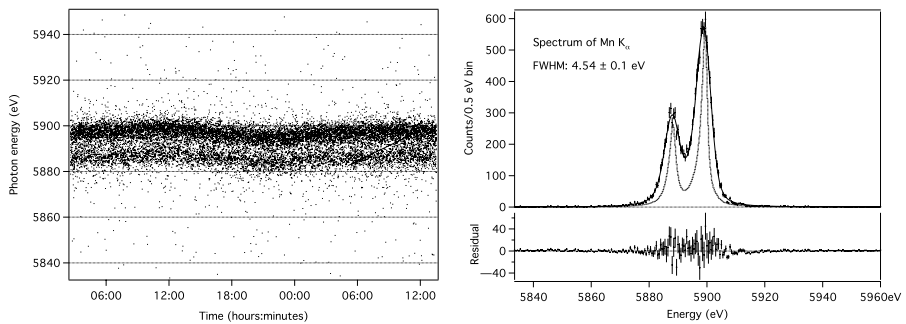 5940
5920
5900
5880
5860
5840
Photon energy (eV)
06:00 12:00 18:00 00:00 06:00 12:00
Time (hours:minutes)
600
500
400
300
200
100
0
Counts/0.5 eV bin
Spectrum of Mn Kα
FWHM: 4.54 ± 0.1 eV
40
0
—40
Residual
5840 5860 5880 5900 5920 5940 5960eV
Energy (eV)